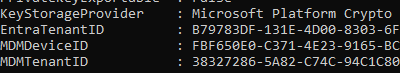 KeyStorageProvider : Microsoft Platform Crypto
EntraTenantID : B79783DF-131E-4D00-8303-6F
MDMDeviceID : FBF650E0-C371-4E23-9165-BC
MDMTenantID : 38327286-5A82-C74C-94C1C80